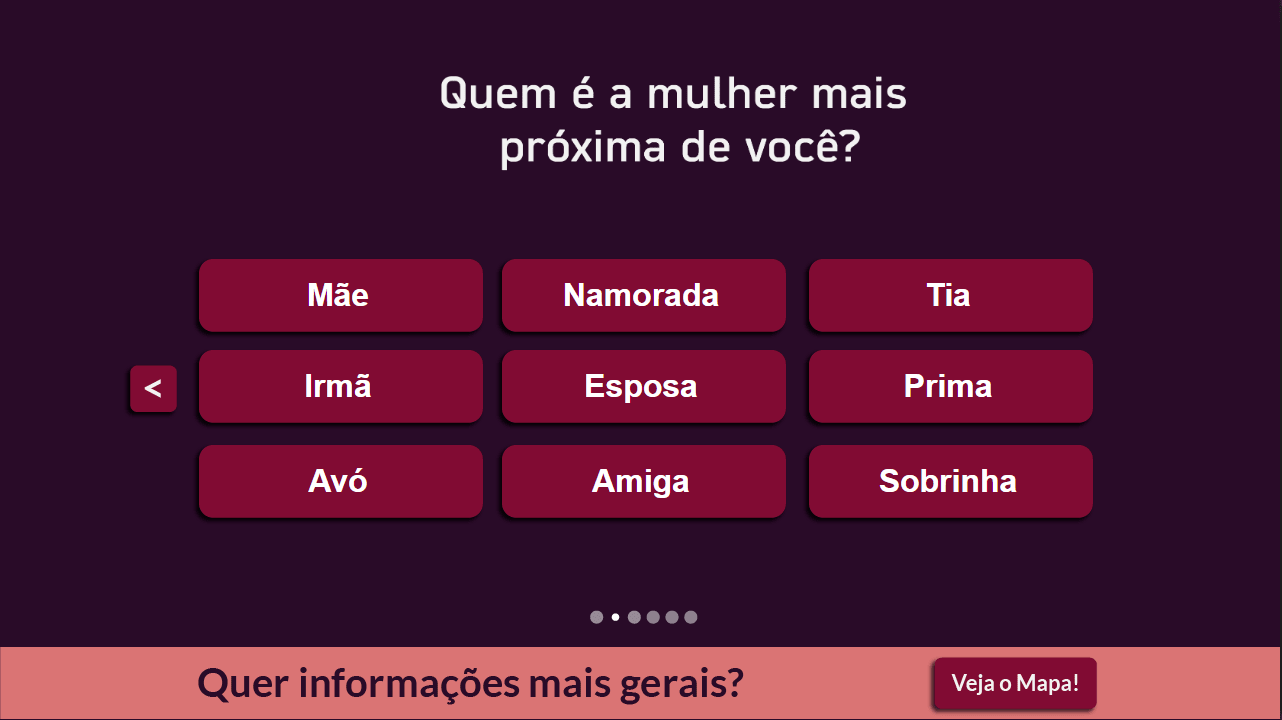 Quem é a mulher mais
próxima de você?
Mãe
Namorada
Tia
<
Irmã
Esposa
Prima
Avó
Amiga
Sobrinha
Quer informações mais gerais?
Veja o Mapa!